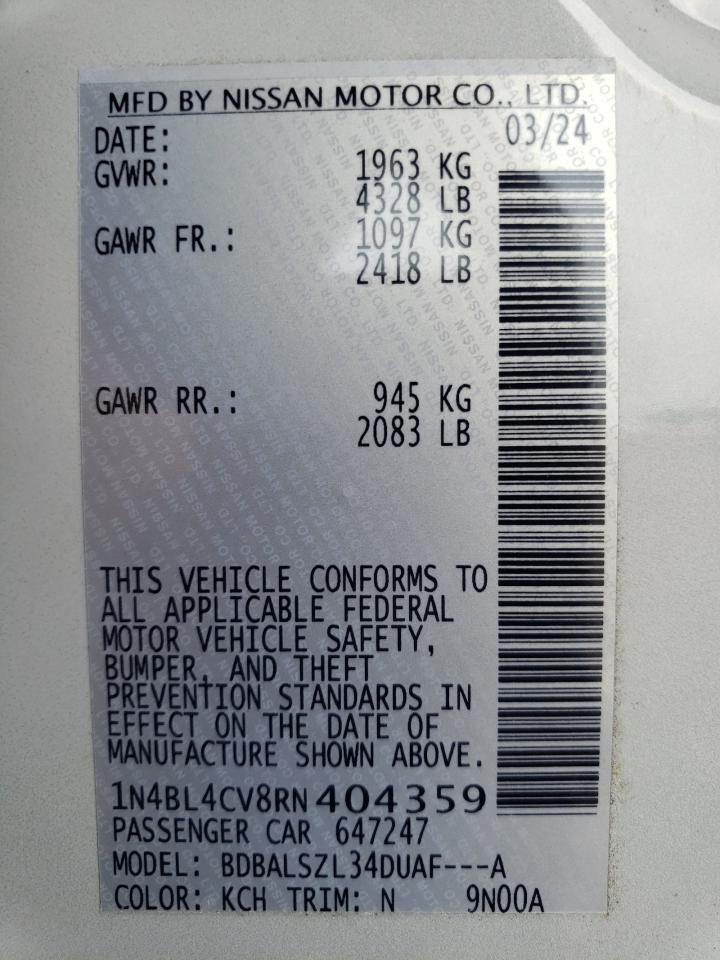 MFD BY NISSAN MOTOR CO., LTD.
DATE: 03/24
GVWR: 1963 KG
4328 LB
GAWR FR.: 1097 KG
2418 LB
GAWR RR.: 945 KG
2083 LB
THIS VEHICLE CONFORMS TO
ALL APPLICABLE FEDERAL
MOTOR VEHICLE SAFETY,
BUMPER, AND THEFT
PREVENTION STANDARDS IN
EFFECT ON THE DATE OF
MANUFACTURE SHOWN ABOVE.
1N4BL4CV8RN404359
PASSENGER CAR 647247
MODEL: BDBALSZL34DUAF---A
COLOR: KCH TRIM: N 9N00A